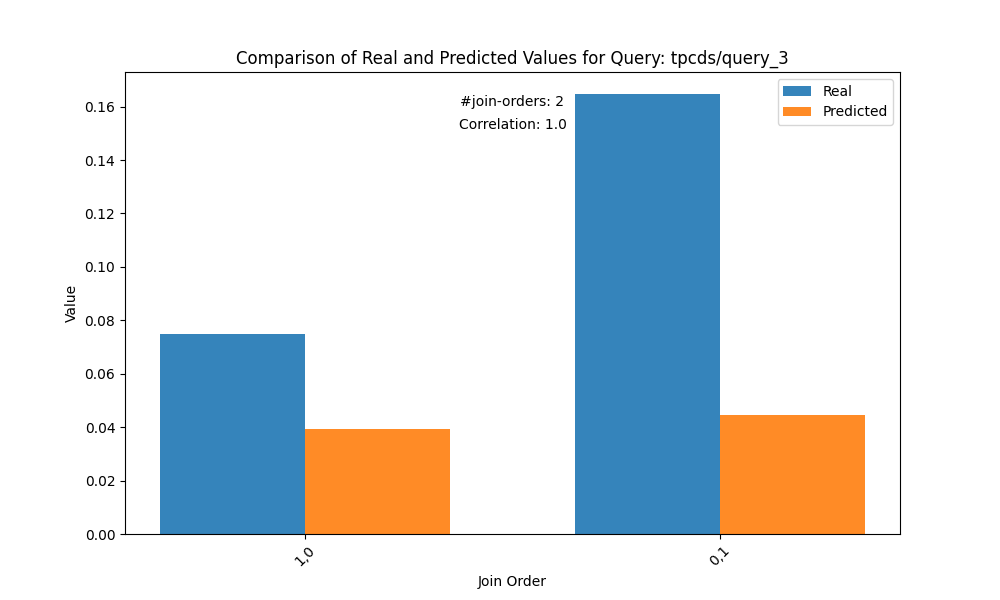 Comparison of Real and Predicted Values for Query: tpcds/query_3
#join-orders: 2
Correlation: 1.0
Real
Predicted
0.16
0.14
0.12
0.10
0.08
0.06
0.04
0.02
0.00
Value
1,0
0,1
Join Order